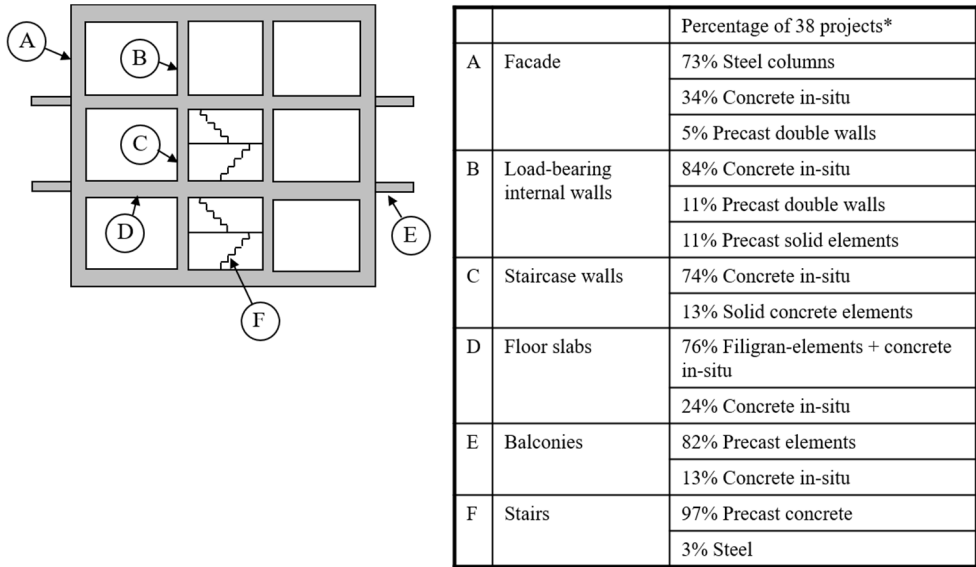 A
B
C
D
E
F
Percentage of 38 projects*
A Facade 73% Steel columns
34% Concrete in-situ
5% Precast double walls
B Load-bearing internal walls 84% Concrete in-situ
11% Precast double walls
11% Precast solid elements
C Staircase walls 74% Concrete in-situ
13% Solid concrete elements
D Floor slabs 76% Filigran-elements + concrete
in-situ
24% Concrete in-situ
E Balconies 82% Precast elements
13% Concrete in-situ
F Stairs 97% Precast concrete
3% Steel